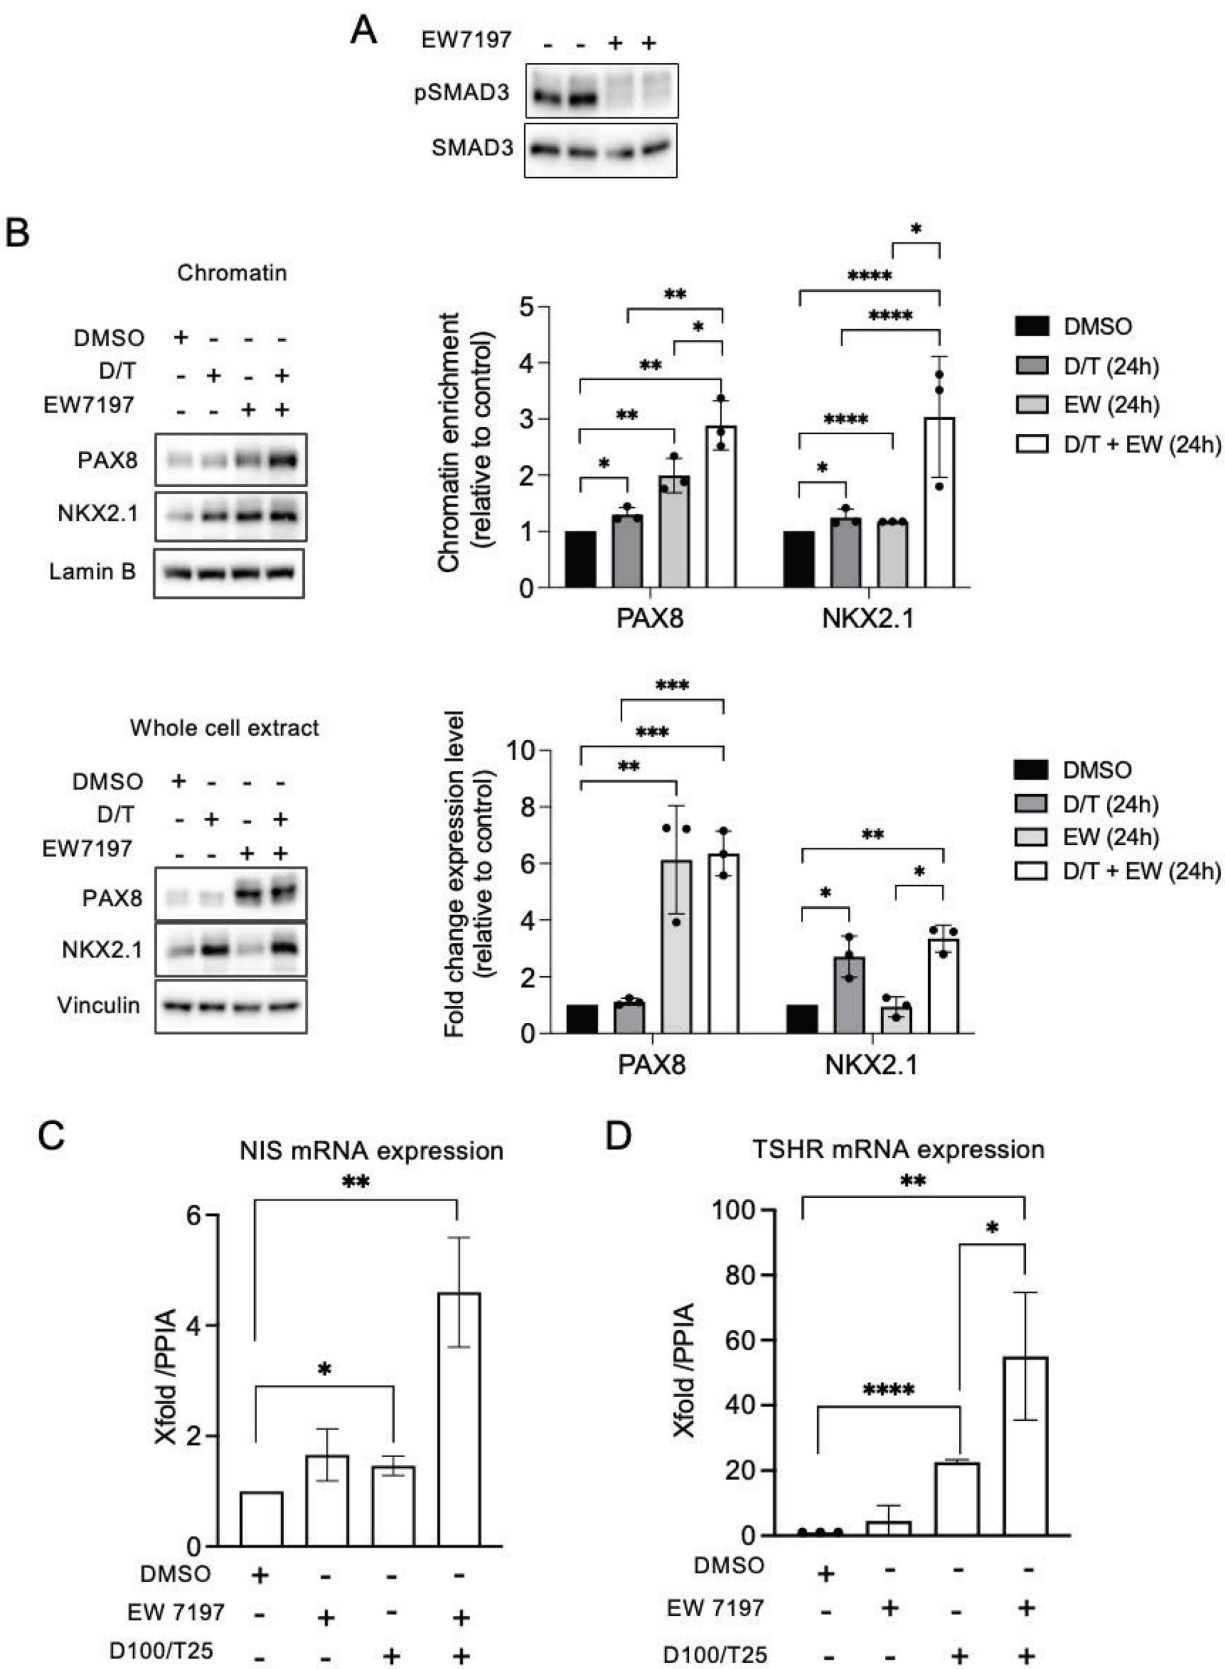 A
EW7197 - - + +
pSMAD3
SMAD3
B
Chromatin
DMSO + - - -
D/T - + - +
EW7197 - - + +
PAX8
NKX2.1
Lamin B
Chromatin enrichment
(relative to control)
5
4
3
2
1
0
* ** ** * **
* **** **** **** *
PAX8 NKX2.1
DMSO
D/T (24h)
EW (24h)
D/T + EW (24h)
Whole cell extract
DMSO + - - -
D/T - + - +
EW7197 - - + +
PAX8
NKX2.1
Vinculin
Fold change expression level
(relative to control)
10
8
6
4
2
0
** *** ***
* * **
PAX8 NKX2.1
DMSO
D/T (24h)
EW (24h)
D/T + EW (24h)
C
NIS mRNA expression
**
*
Xfold /PPIA
6
4
2
0
DMSO + - - -
EW 7197 - + - +
D100/T25 - - + +
D
TSHR mRNA expression
**
*
****
Xfold /PPIA
100
80
60
40
20
0
DMSO + - - -
EW 7197 - + - +
D100/T25 - - + +